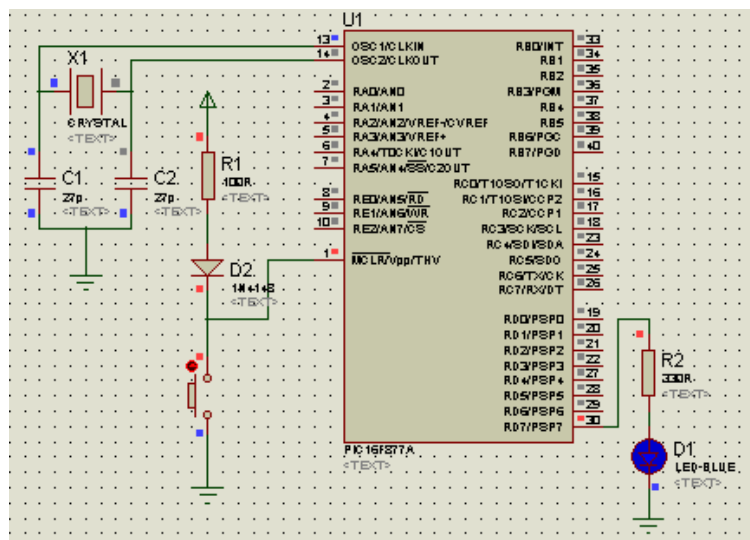 U1
X1
CRYSTAL
<TEXT>
C1
27p
<TEXT>
C2
27p
<TEXT>
R1
100R
<TEXT>
D2
1N4148
<TEXT>
13
14
2
3
4
5
6
7
8
9
10
1
OSC1/CLKIN
OSC2/CLKOUT
RA0/AN0
RA1/AN1
RA2/AN2/VREF-/CVREF
RA3/AN3/VREF+
RA4/T0CKI/C1OUT
RA5/AN4/SS/C2OUT
RE0/AN5/RD
RE1/AN6/WR
RE2/AN7/CS
MCLR/Vpp/THV
RB0/INT
RB1
RB2
RB3/PGM
RB4
RB5
RB6/PGC
RB7/PGD
RC0/T1OSO/T1CKI
RC1/T1OSI/CCP2
RC2/CCP1
RC3/SCK/SCL
RC4/SDI/SDA
RC5/SDO
RC6/TX/CK
RC7/RX/DT
RD0/PSP0
RD1/PSP1
RD2/PSP2
RD3/PSP3
RD4/PSP4
RD5/PSP5
RD6/PSP6
RD7/PSP7
33
34
35
36
37
38
39
40
15
16
17
18
23
24
25
26
19
20
21
22
27
28
29
30
PIC16F877A
<TEXT>
R2
330R
<TEXT>
D1
LED-BLUE
<TEXT>